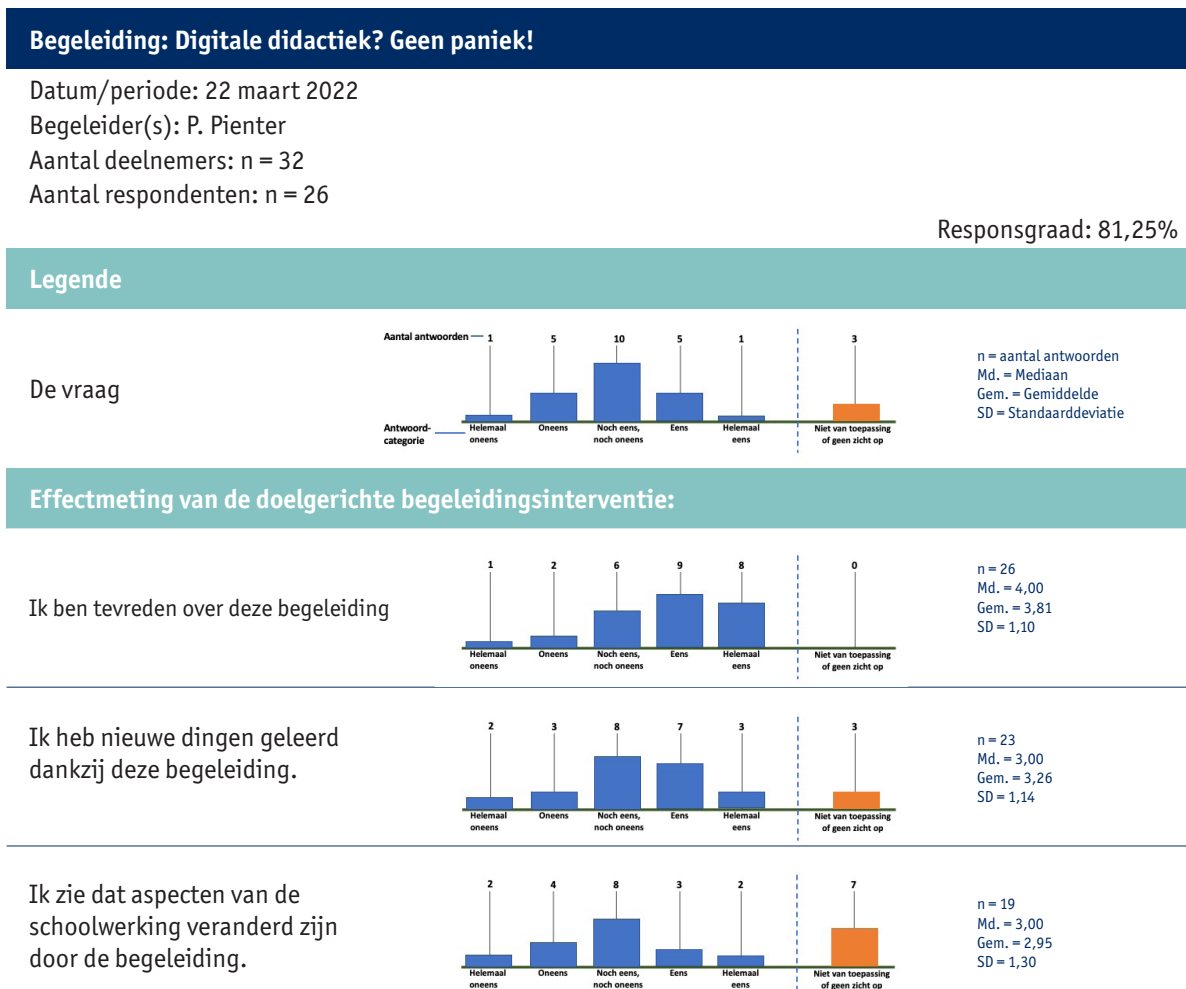 Begeleiding: Digitale didactiek? Geen paniek!
Datum/periode: 22 maart 2022
Begeleider(s): P. Pienter
Aantal deelnemers: n = 32
Aantal respondenten: n = 26
Responsgraad: 81,25%
Legende
De vraag
Aantal antwoorden
1 5 10 5 1 3
Antwoord-
categorie
Helemaal
oneens
Oneens
Noch eens,
noch oneens
Eens
Helemaal
eens
Niet van toepassing
of geen zicht op
n = aantal antwoorden
Md. = Mediaan
Gem. = Gemiddelde
SD = Standaarddeviatie
Effectmeting van de doelgerichte begeleidingsinterventie:
Ik ben tevreden over deze begeleiding
1 2 6 9 8 0
Helemaal
oneens
Oneens
Noch eens,
noch oneens
Eens
Helemaal
eens
Niet van toepassing
of geen zicht op
n = 26
Md. = 4,00
Gem. = 3,81
SD = 1,10
Ik heb nieuwe dingen geleerd
dankzij deze begeleiding.
2 3 8 7 3 3
Helemaal
oneens
Oneens
Noch eens,
noch oneens
Eens
Helemaal
eens
Niet van toepassing
of geen zicht op
n = 23
Md. = 3,00
Gem. = 3,26
SD = 1,14
Ik zie dat aspecten van de
schoolwerking veranderd zijn
door de begeleiding.
2 4 8 3 2 7
Helemaal
oneens
Oneens
Noch eens,
noch oneens
Eens
Helemaal
eens
Niet van toepassing
of geen zicht op
n = 19
Md. = 3,00
Gem. = 2,95
SD = 1,30